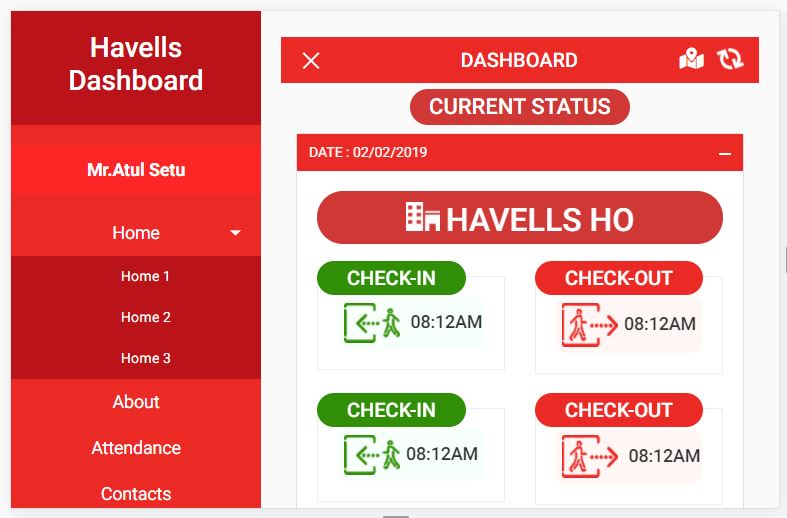 Havells
Dashboard
Mr.Atul Setu
Home
Home 1
Home 2
Home 3
About
Attendance
Contacts
DASHBOARD
CURRENT STATUS
DATE : 02/02/2019
HAVELLS HO
CHECK-IN
08:12AM
CHECK-OUT
08:12AM
CHECK-IN
08:12AM
CHECK-OUT
08:12AM